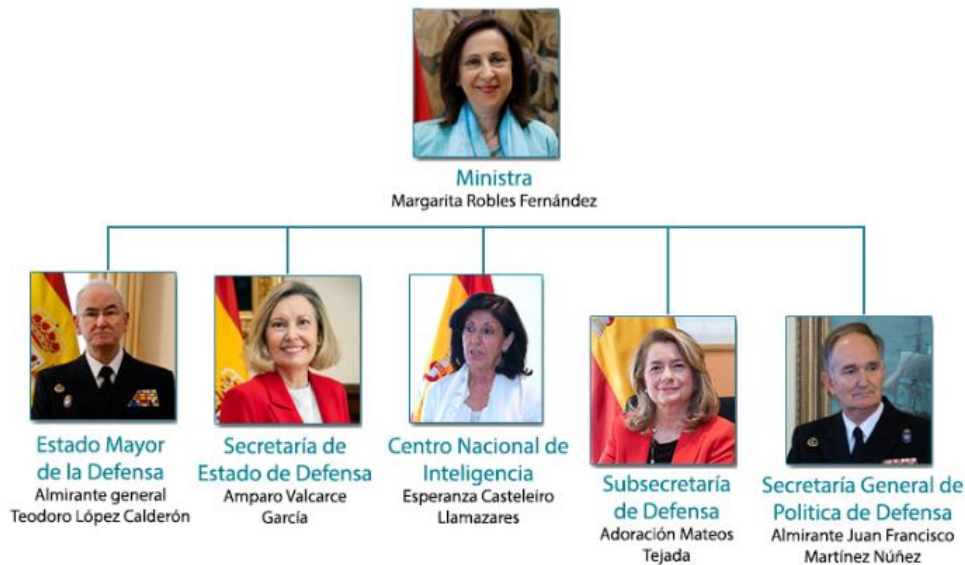 Ministra
Margarita Robles Fernández
Estado Mayor
de la Defensa
Almirante general
Teodoro López Calderón
Secretaría de
Estado de Defensa
Amparo Valcarce
García
Centro Nacional de
Inteligencia
Esperanza Casteleiro
Llamazares
Subsecretaría
de Defensa
Adoración Mateos
Tejada
Secretaría General de
Politica de Defensa
Almirante Juan Francisco
Martínez Núñez